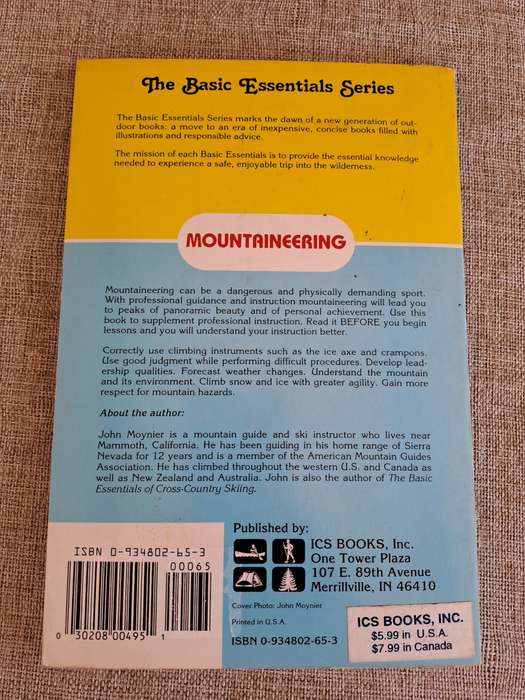 The Basic Essentials Series
The Basic Essentials Series marks the dawn of a new generation of out-
door books: a move to an era of inexpensive, concise books filled with
illustrations and responsible advice.
The mission of each Basic Essentials is to provide the essential knowledge
needed to experience a safe, enjoyable trip into the wilderness.
MOUNTAINEERING
Mountaineering can be a dangerous and physically demanding sport.
With professional guidance and instruction mountaineering will lead you
to peaks of panoramic beauty and of personal achievement. Use this
book to supplement professional instruction. Read it BEFORE you begin
lessons and you will understand your instruction better.
Correctly use climbing instruments such as the ice axe and crampons.
Use good judgment while performing difficult procedures. Develop lead-
ership qualities. Forecast weather changes. Understand the mountain
and its environment. Climb snow and ice with greater agility. Gain more
respect for mountain hazards.
About the author:
John Moynier is a mountain guide and ski instructor who lives near
Mammoth, California. He has been guiding in his home range of Sierra
Nevada for 12 years and is a member of the American Mountain Guides
Association. He has climbed throughout the western U.S. and Canada as
well as New Zealand and Australia. John is also the author of The Basic
Essentials of Cross-Country Skiing.
ISBN 0-934802-65-3
00065
0 30208 00495 1
Published by:
ICS BOOKS, Inc.
One Tower Plaza
107 E. 89th Avenue
Merrillville, IN 46410
Cover Photo: John Moynier
Printed in U.S.A.
ISBN 0-934802-65-3
ICS BOOKS, INC.
$5.99 in U.S.A.
$7.99 in Canada